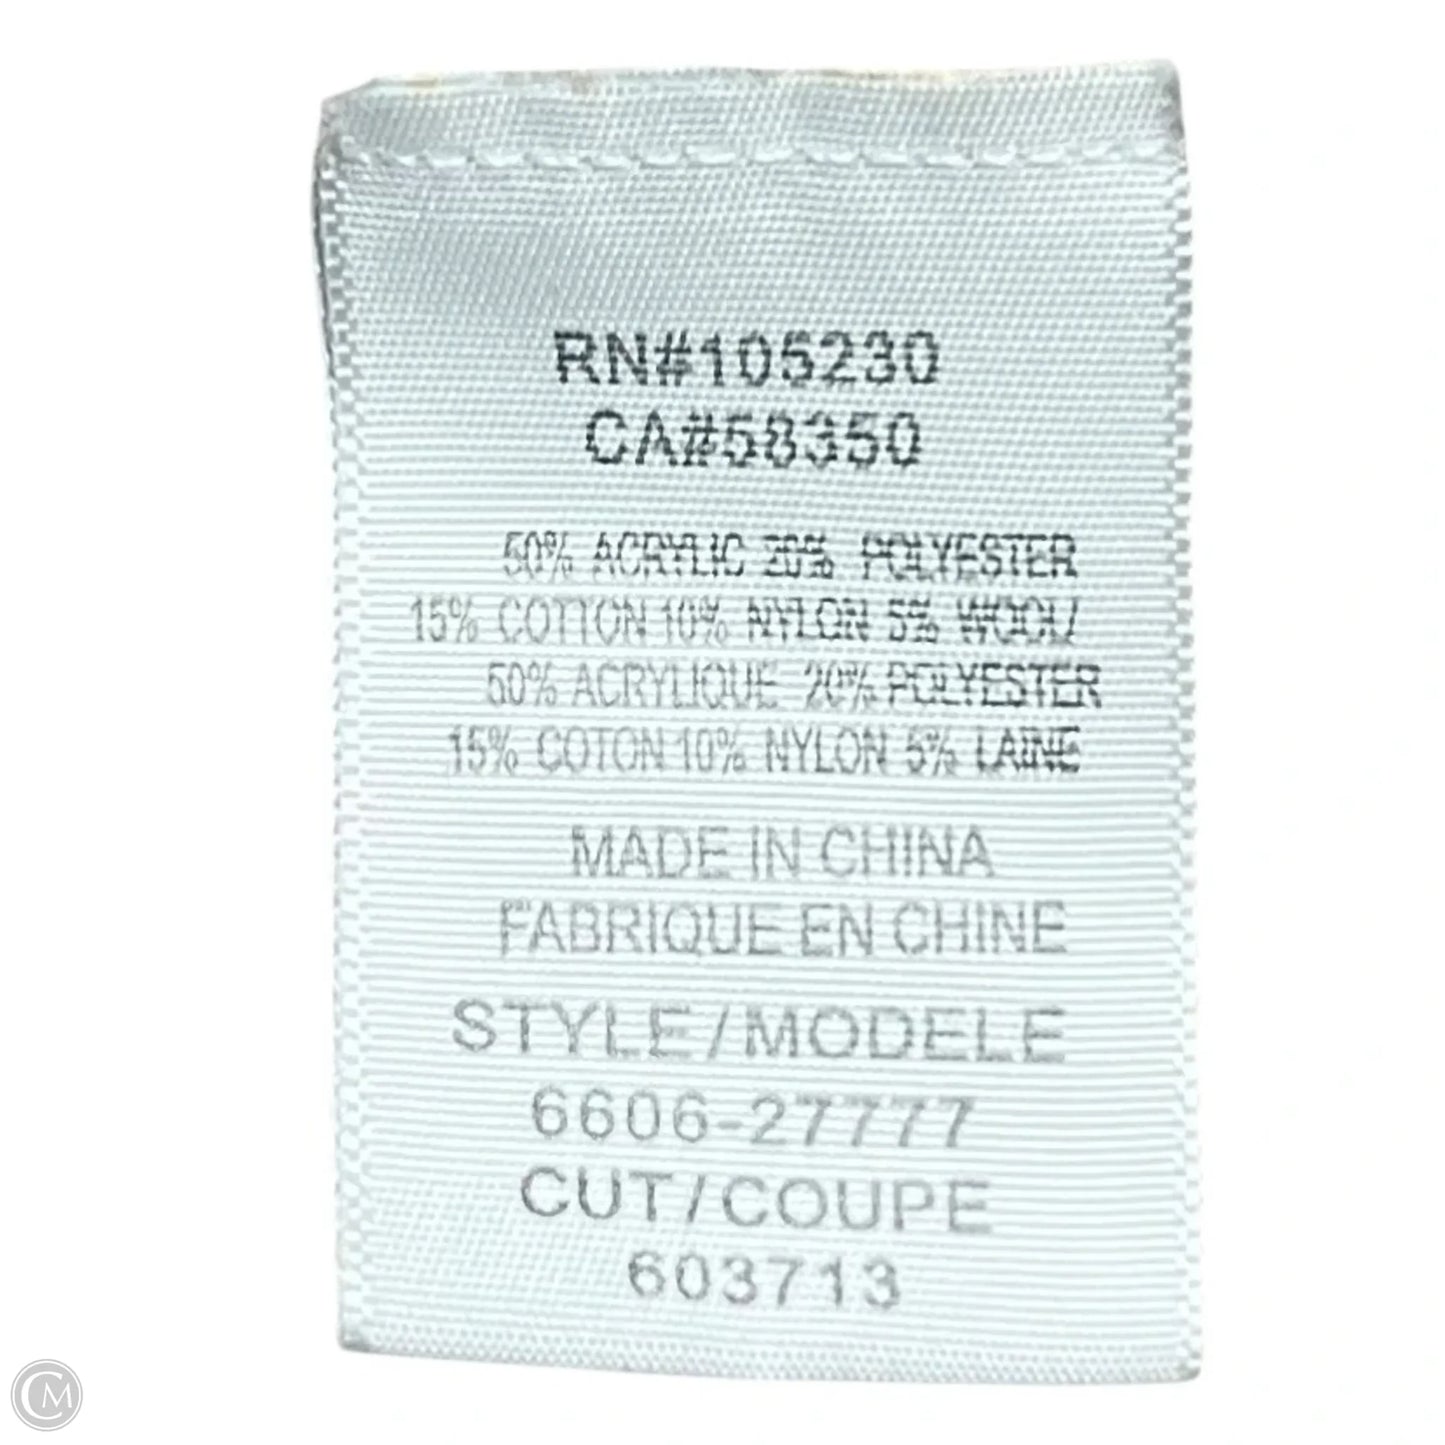 RN#105230
CA#58350
50% ACRYLIC 20% POLYESTER
15% COTTON 10% NYLON 5% WOOL/
50% ACRYLIQUE 20% POLYESTER
15% COTON 10% NYLON 5% LAINE
MADE IN CHINA
FABRIQUE EN CHINE
STYLE/MODELE
6606-27777
CUT/COUPE
603713
CM